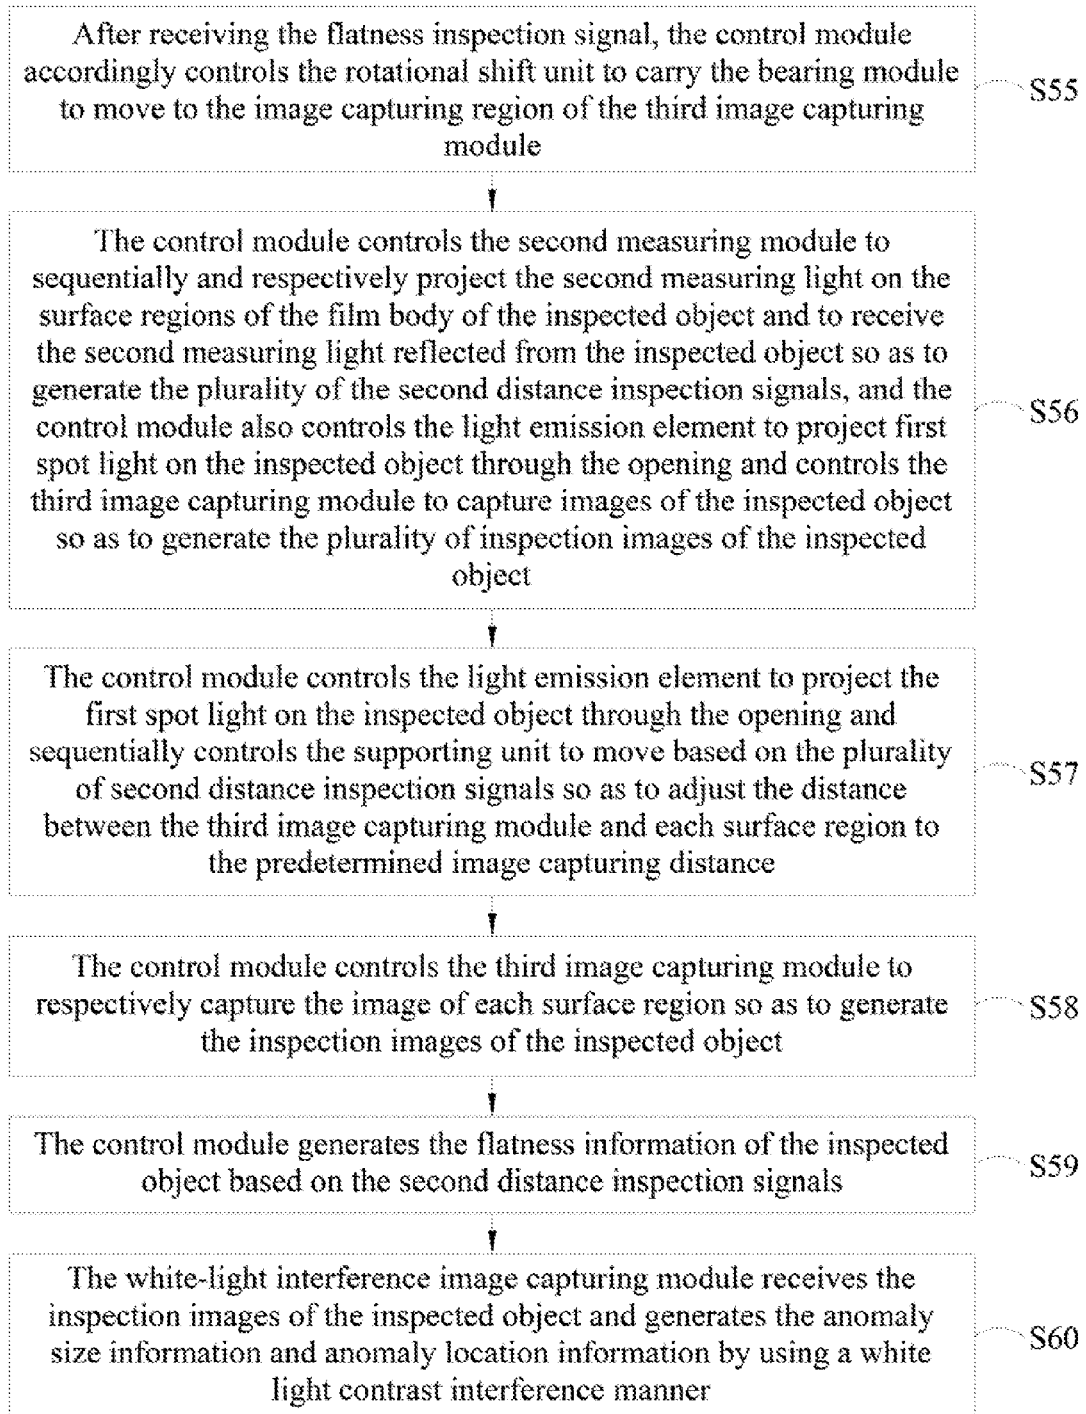 After receiving the flatness inspection signal, the control module
accordingly controls the rotational shift unit to carry the bearing module
to move to the image capturing region of the third image capturing
module
S55
The control module controls the second measuring module to
sequentially and respectively project the second measuring light on the
surface regions of the film body of the inspected object and to receive
the second measuring light reflected from the inspected object so as to
generate the plurality of the second distance inspection signals, and the
control module also controls the light emission element to project first
spot light on the inspected object through the opening and controls the
third image capturing module to capture images of the inspected object
so as to generate the plurality of inspection images of the inspected
object
S56
The control module controls the light emission element to project the
first spot light on the inspected object through the opening and
sequentially controls the supporting unit to move based on the plurality
of second distance inspection signals so as to adjust the distance
between the third image capturing module and each surface region to
the predetermined image capturing distance
S57
The control module controls the third image capturing module to
respectively capture the image of each surface region so as to generate
the inspection images of the inspected object
S58
The control module generates the flatness information of the inspected
object based on the second distance inspection signals
S59
The white-light interference image capturing module receives the
inspection images of the inspected object and generates the anomaly
size information and anomaly location information by using a white
light contrast interference manner
S60